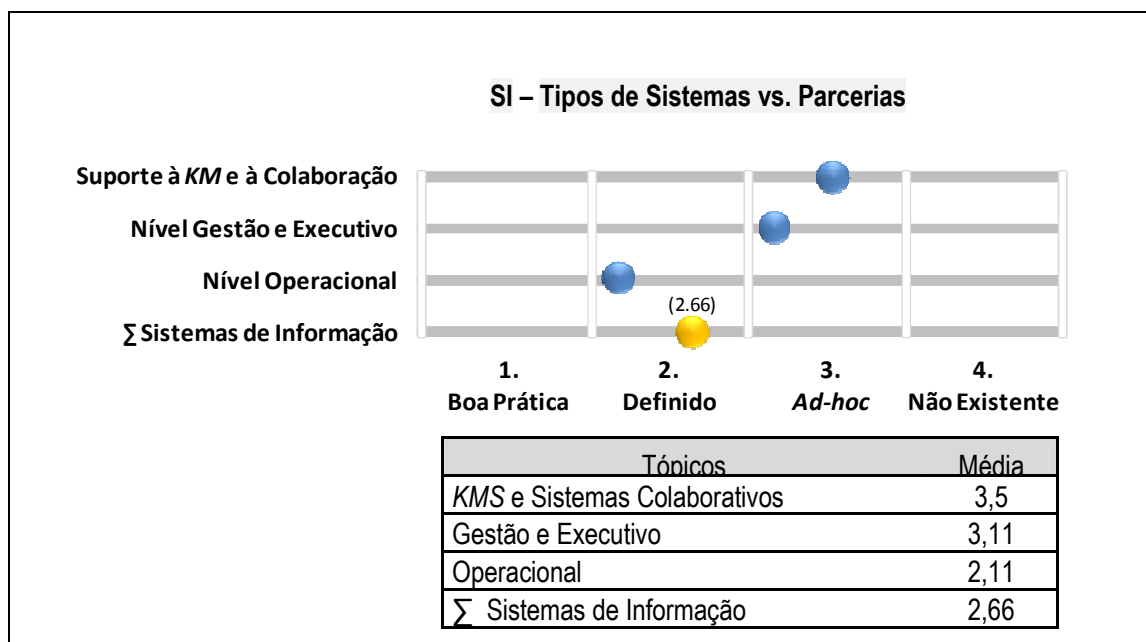 SI – Tipos de Sistemas vs. Parcerias
Suporte à KM e à Colaboração
Nível Gestão e Executivo
Nível Operacional
(2.66)
∑ Sistemas de Informação
1. 2. 3. 4.
Boa Prática Definido Ad-hoc Não Existente
Tópicos Média
KMS e Sistemas Colaborativos 3,5
Gestão e Executivo 3,11
Operacional 2,11
∑ Sistemas de Informação 2,66